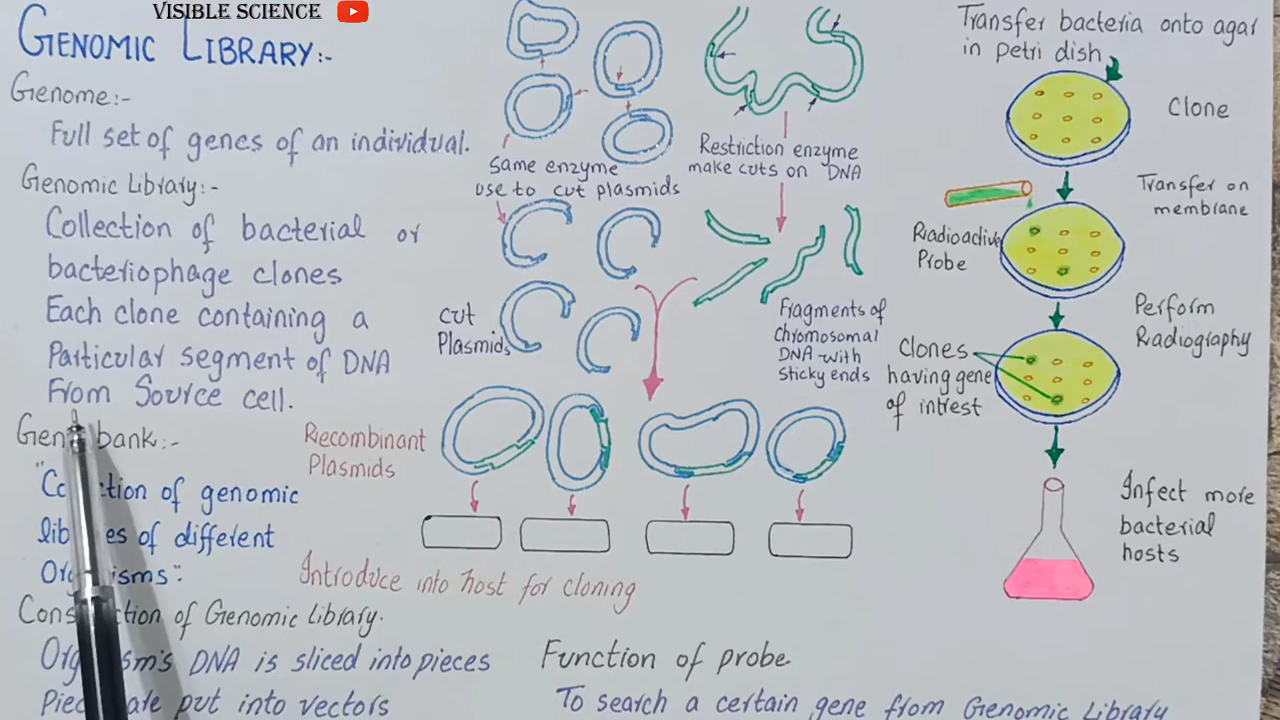 VISIBLE SCIENCE
GENOMIC LIBRARY:-
Genome:-
Full set of genes of an individual.
Genomic Library:-
Collection of bacterial or
bacteriophage clones
Each clone containing a
Particular segment of DNA
From Source cell.
bank:-
of genomic
of different
Construction of Genomic library.
DNA is sliced into pieces
put into vectors
Same enzyme
use to cut plasmids
Restriction enzyme
make cuts on DNA
cut
Plasmids
Fragments of
chromosomal
DNA with
sticky ends
Recombinant
Plasmids
Introduce into host for cloning
Function of probe
To search a certain gene from Genomic Library
Transfer bacteria onto agar
in petri dish
Clone
Transfer on
membrane
Radioactive
Probe
Perform
Radiography
Clones
having gene
of intrest
Infect more
bacterial
hosts